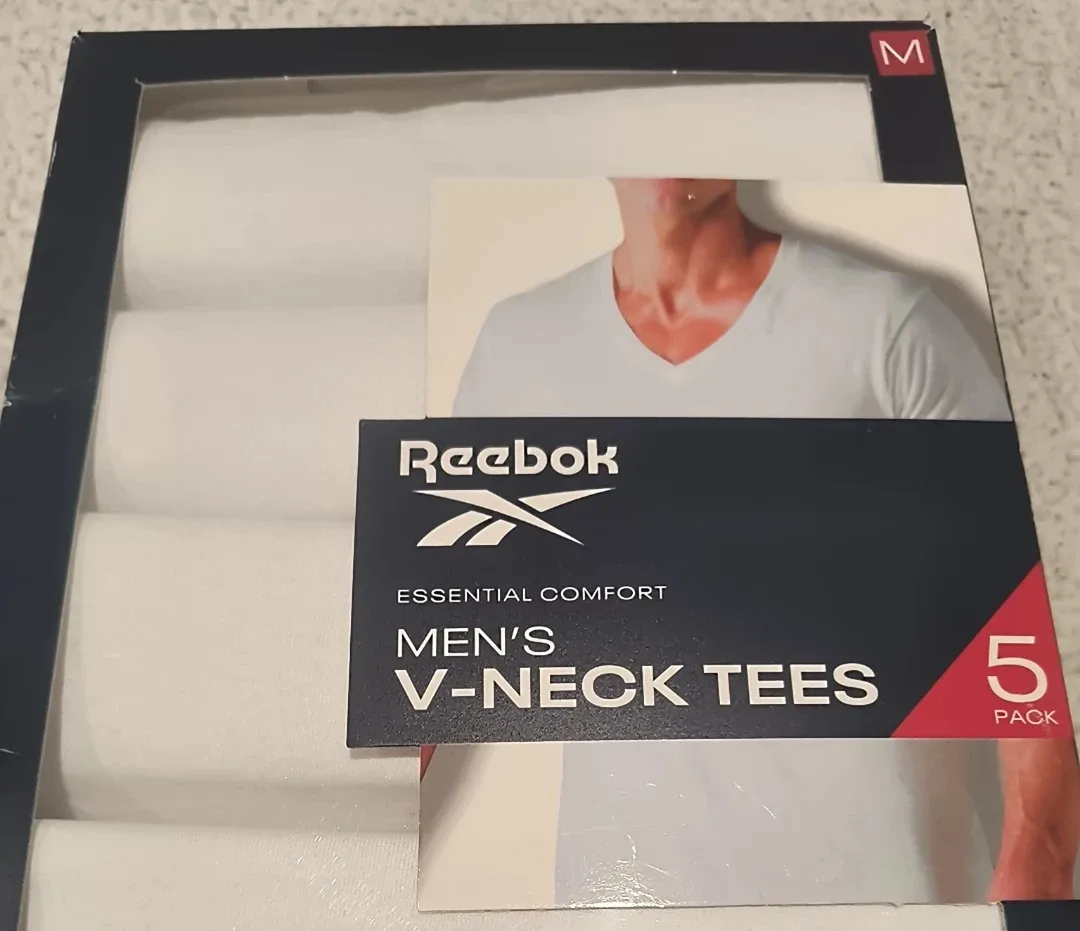 M
Reebok
ESSENTIAL COMFORT
MEN'S
V-NECK TEES
5
PACK